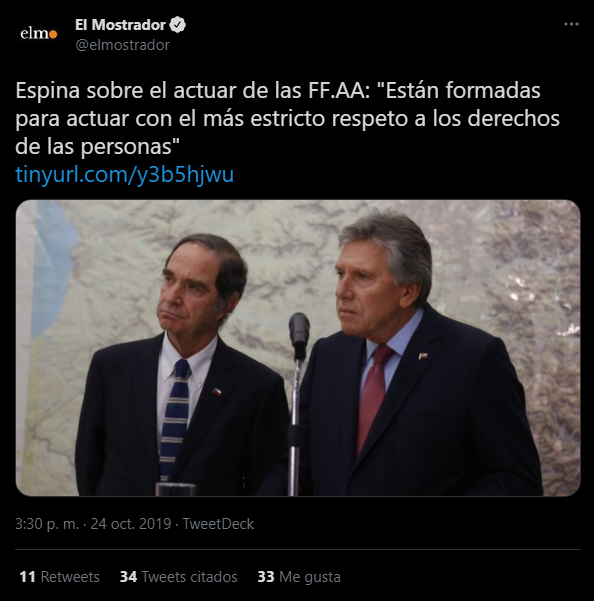 elmo
El Mostrador
@elmostrador
Espina sobre el actuar de las FF.AA: "Están formadas
para actuar con el más estricto respeto a los derechos
de las personas"
tinyurl.com/y3b5hjwu
3:30 p. m. · 24 oct. 2019 · TweetDeck
11 Retweets 34 Tweets citados 33 Me gusta